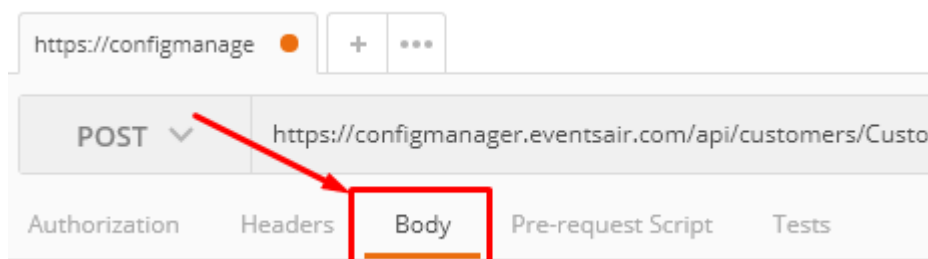 https://configmanage
POST https://configmanager.eventsair.com/api/customers/Custo
Authorization Headers Body Pre-request Script Tests